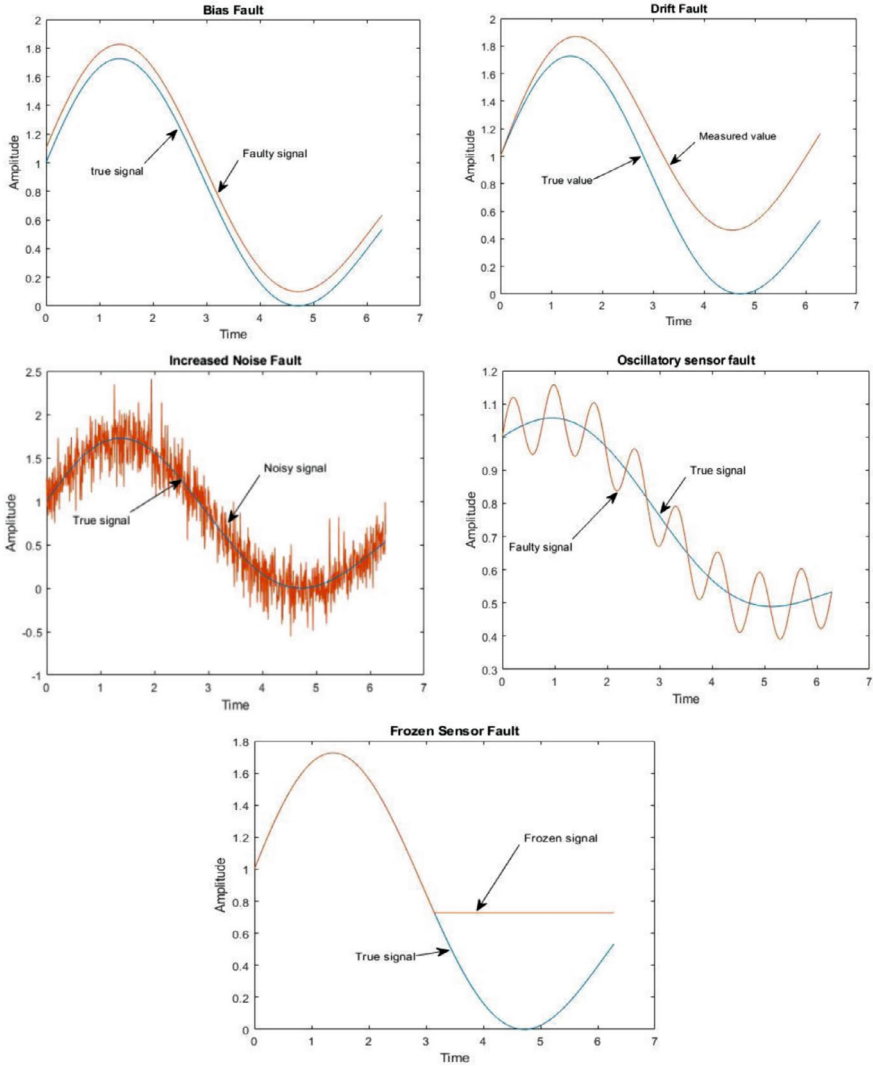 Bias Fault
2
1.8
1.6
1.4
1.2
1
0.8
0.6
0.4
0.2
0
Amplitude
true signal
Faulty signal
0 1 2 3 4 5 6 7
Time
Drift Fault
2
1.8
1.6
1.4
1.2
1
0.8
0.6
0.4
0.2
0
Amplitude
Measured value
True value
0 1 2 3 4 5 6 7
Time
Increased Noise Fault
2.5
2
1.5
1
0.5
0
-0.5
-1
Amplitude
Noisy signal
True signal
0 1 2 3 4 5 6 7
Time
Oscillatory sensor fault
1.2
1.1
1
0.9
0.8
0.7
0.6
0.5
0.4
0.3
Amplitude
True signal
Faulty signal
0 1 2 3 4 5 6 7
Time
Frozen Sensor Fault
1.8
1.6
1.4
1.2
1
0.8
0.6
0.4
0.2
0
Amplitude
Frozen signal
True signal
0 1 2 3 4 5 6 7
Time